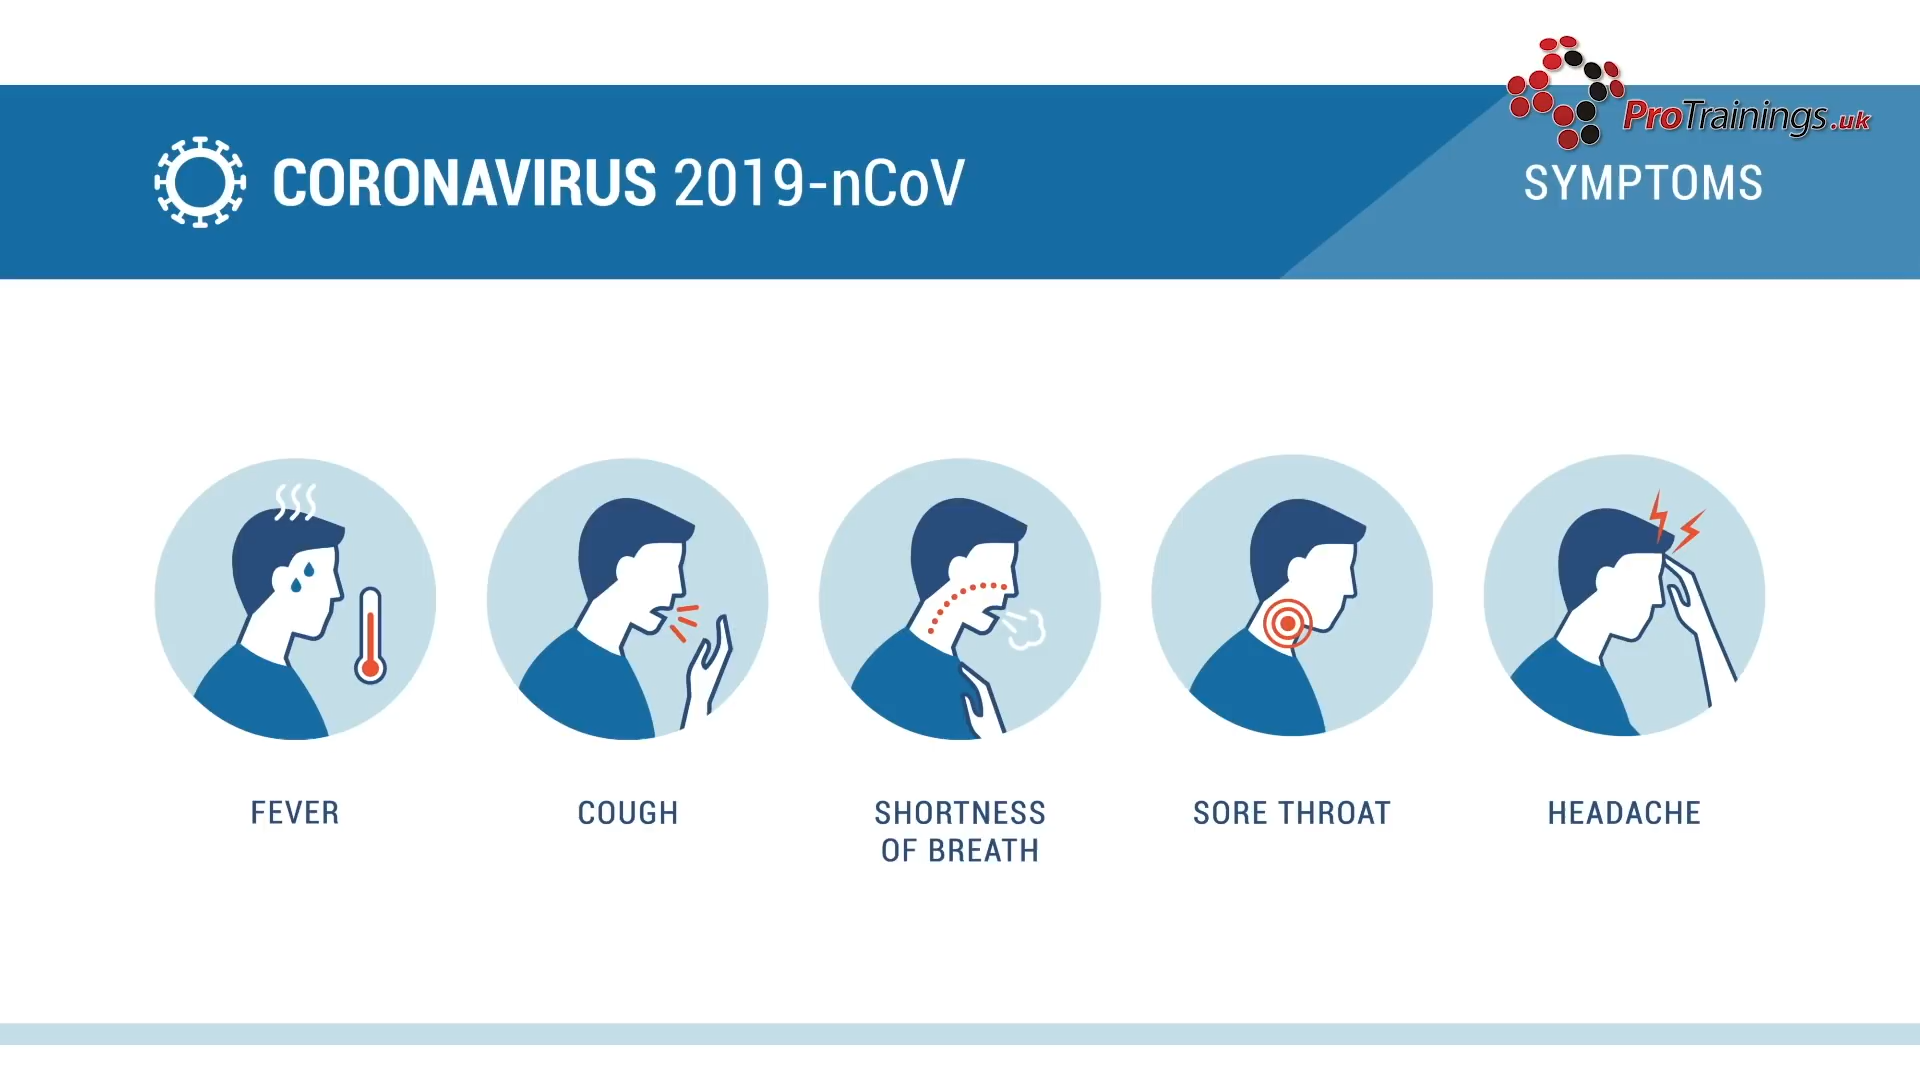 ProTrainings.uk
CORONAVIRUS 2019-nCoV
SYMPTOMS
FEVER
COUGH
SHORTNESS
OF BREATH
SORE THROAT
HEADACHE